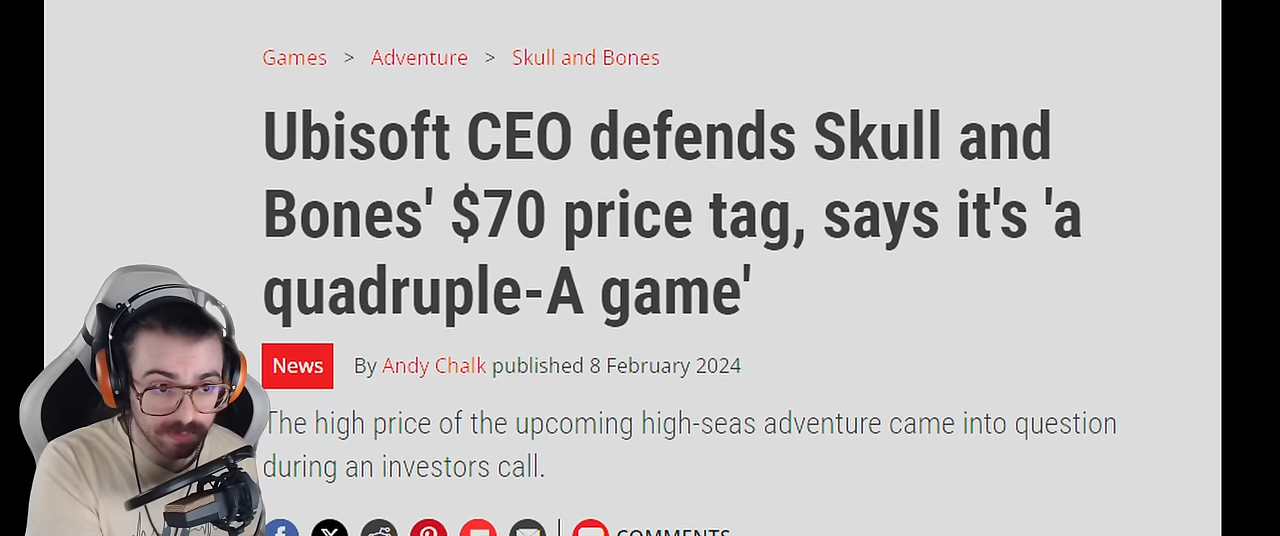 Games > Adventure > Skull and Bones
Ubisoft CEO defends Skull and
Bones' $70 price tag, says it's 'a
quadruple-A game'
News By Andy Chalk published 8 February 2024
The high price of the upcoming high-seas adventure came into question
during an investors call.
COMMENTS